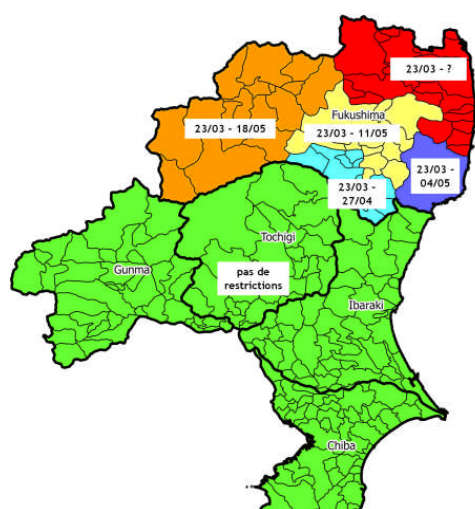 23/03 - ?
Fukushima
23/03 - 18/05
23/03 - 11/05
23/03 -
04/05
23/03 -
27/04
Tochigi
Gunma
pas de
restrictions
Ibaraki
Chiba